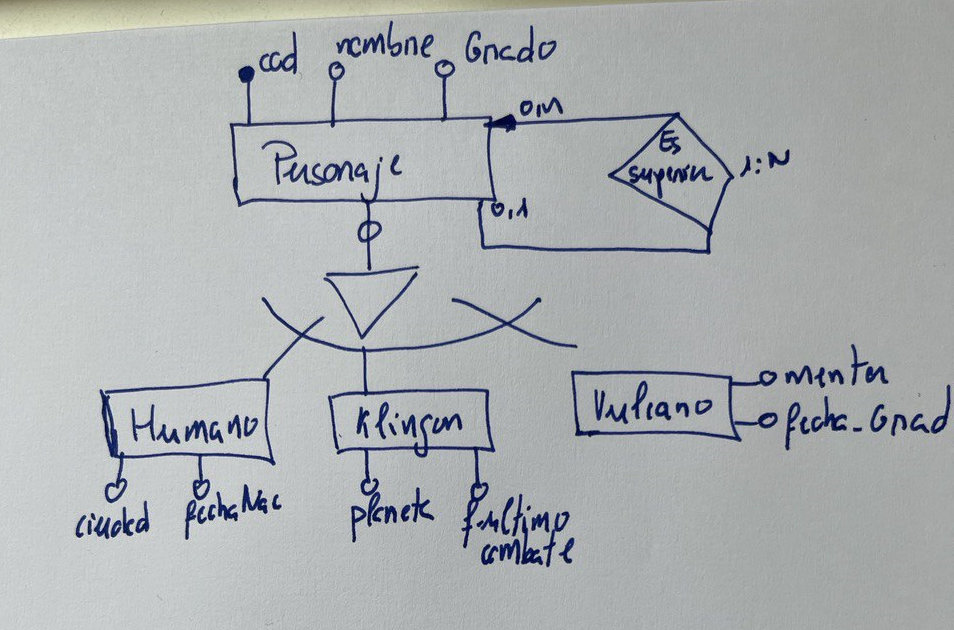 cod
nombre
Grado
0,N
Personaje
Es
superior
1:N
0,1
Humano
Klingon
Vulcano
mentor
fecha_Grad
ciudad
fechaNac
planeta
f_ultimo
combate